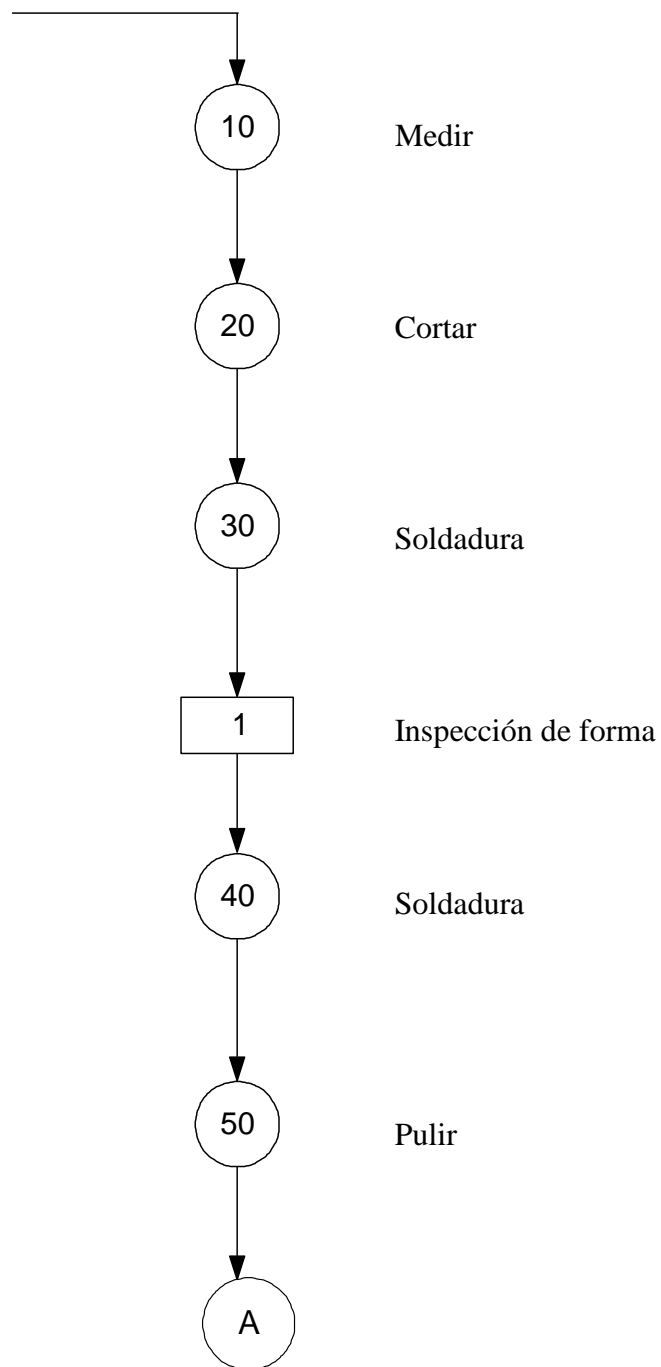 10 Medir
20 Cortar
30 Soldadura
1 Inspección de forma
40 Soldadura
50 Pulir
A